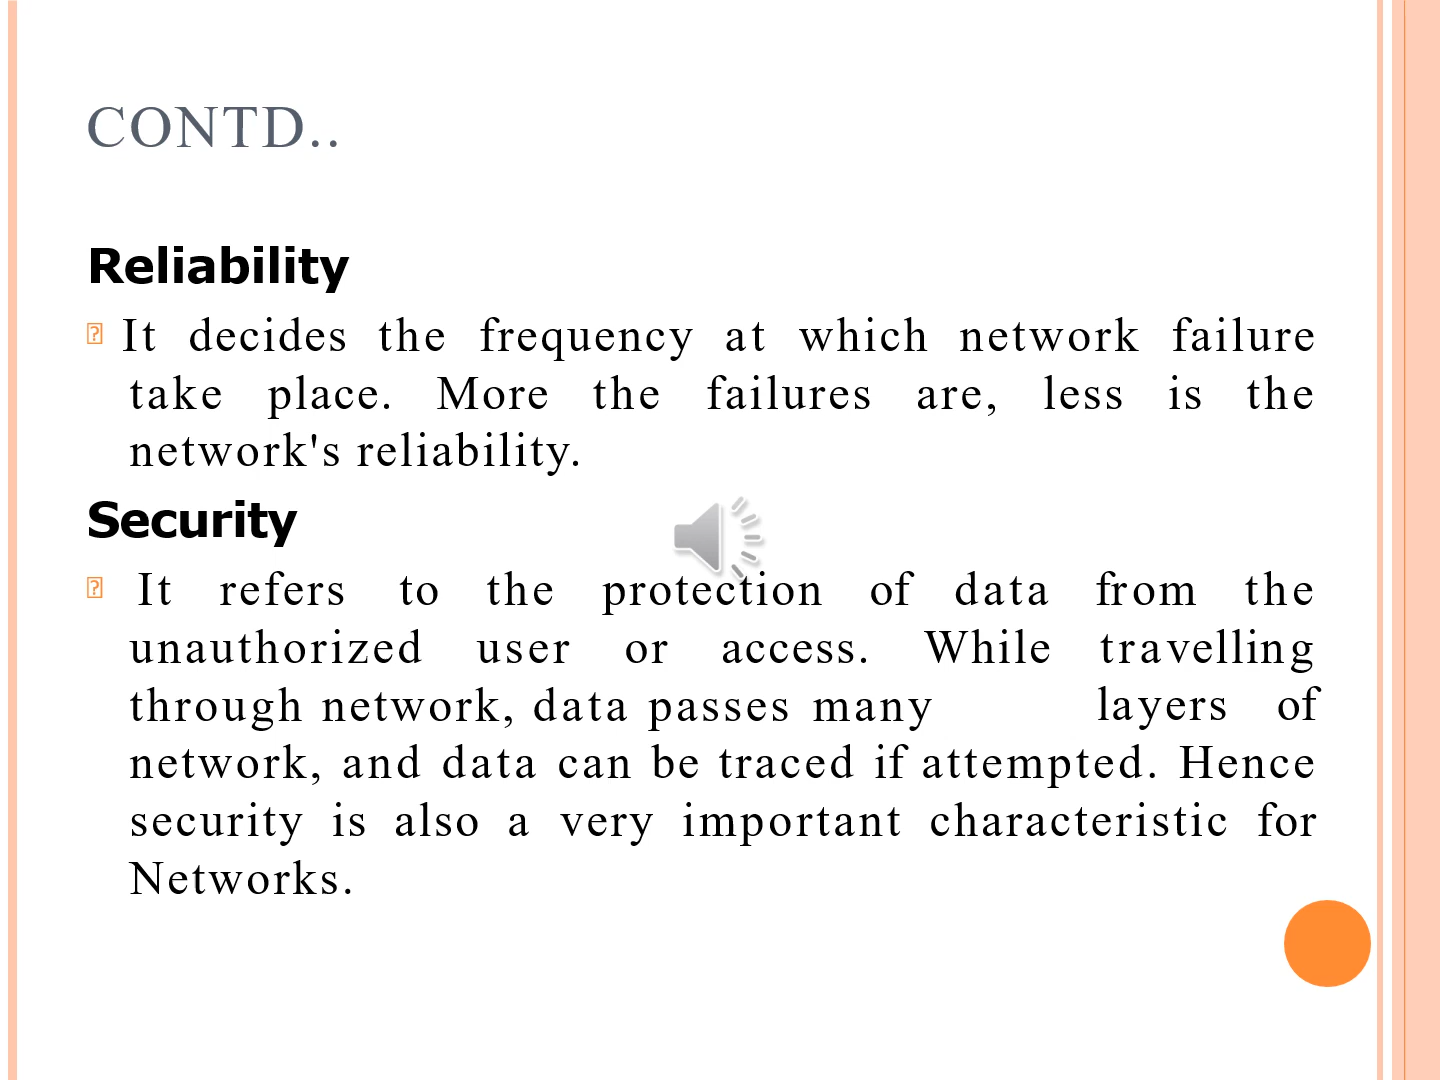 CONTD..
Reliability
It decides the frequency at which network failure
take place. More the failures are, less is the
network's reliability.
Security
It refers to the protection of data from the
unauthorized user or access. While travelling
through network, data passes many layers of
network, and data can be traced if attempted. Hence
security is also a very important characteristic for
Networks.